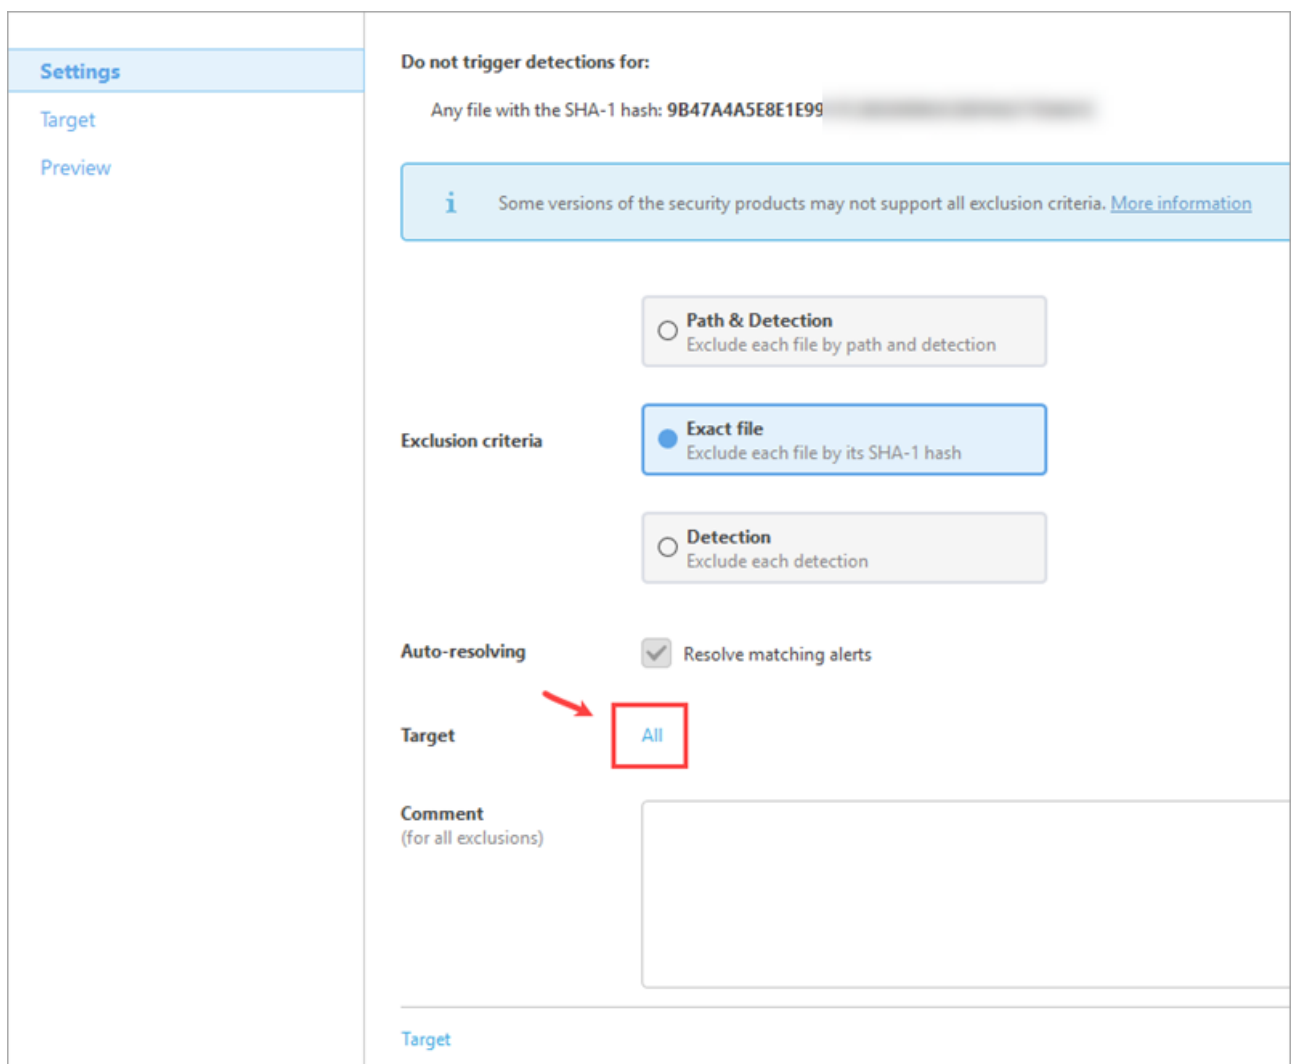 Settings
Target
Preview
Do not trigger detections for:
Any file with the SHA-1 hash: 9B47A4A5E8E1E99
i Some versions of the security products may not support all exclusion criteria. More information
Path & Detection
Exclude each file by path and detection
Exclusion criteria
Exact file
Exclude each file by its SHA-1 hash
Detection
Exclude each detection
Auto-resolving Resolve matching alerts
Target All
Comment
(for all exclusions)
Target